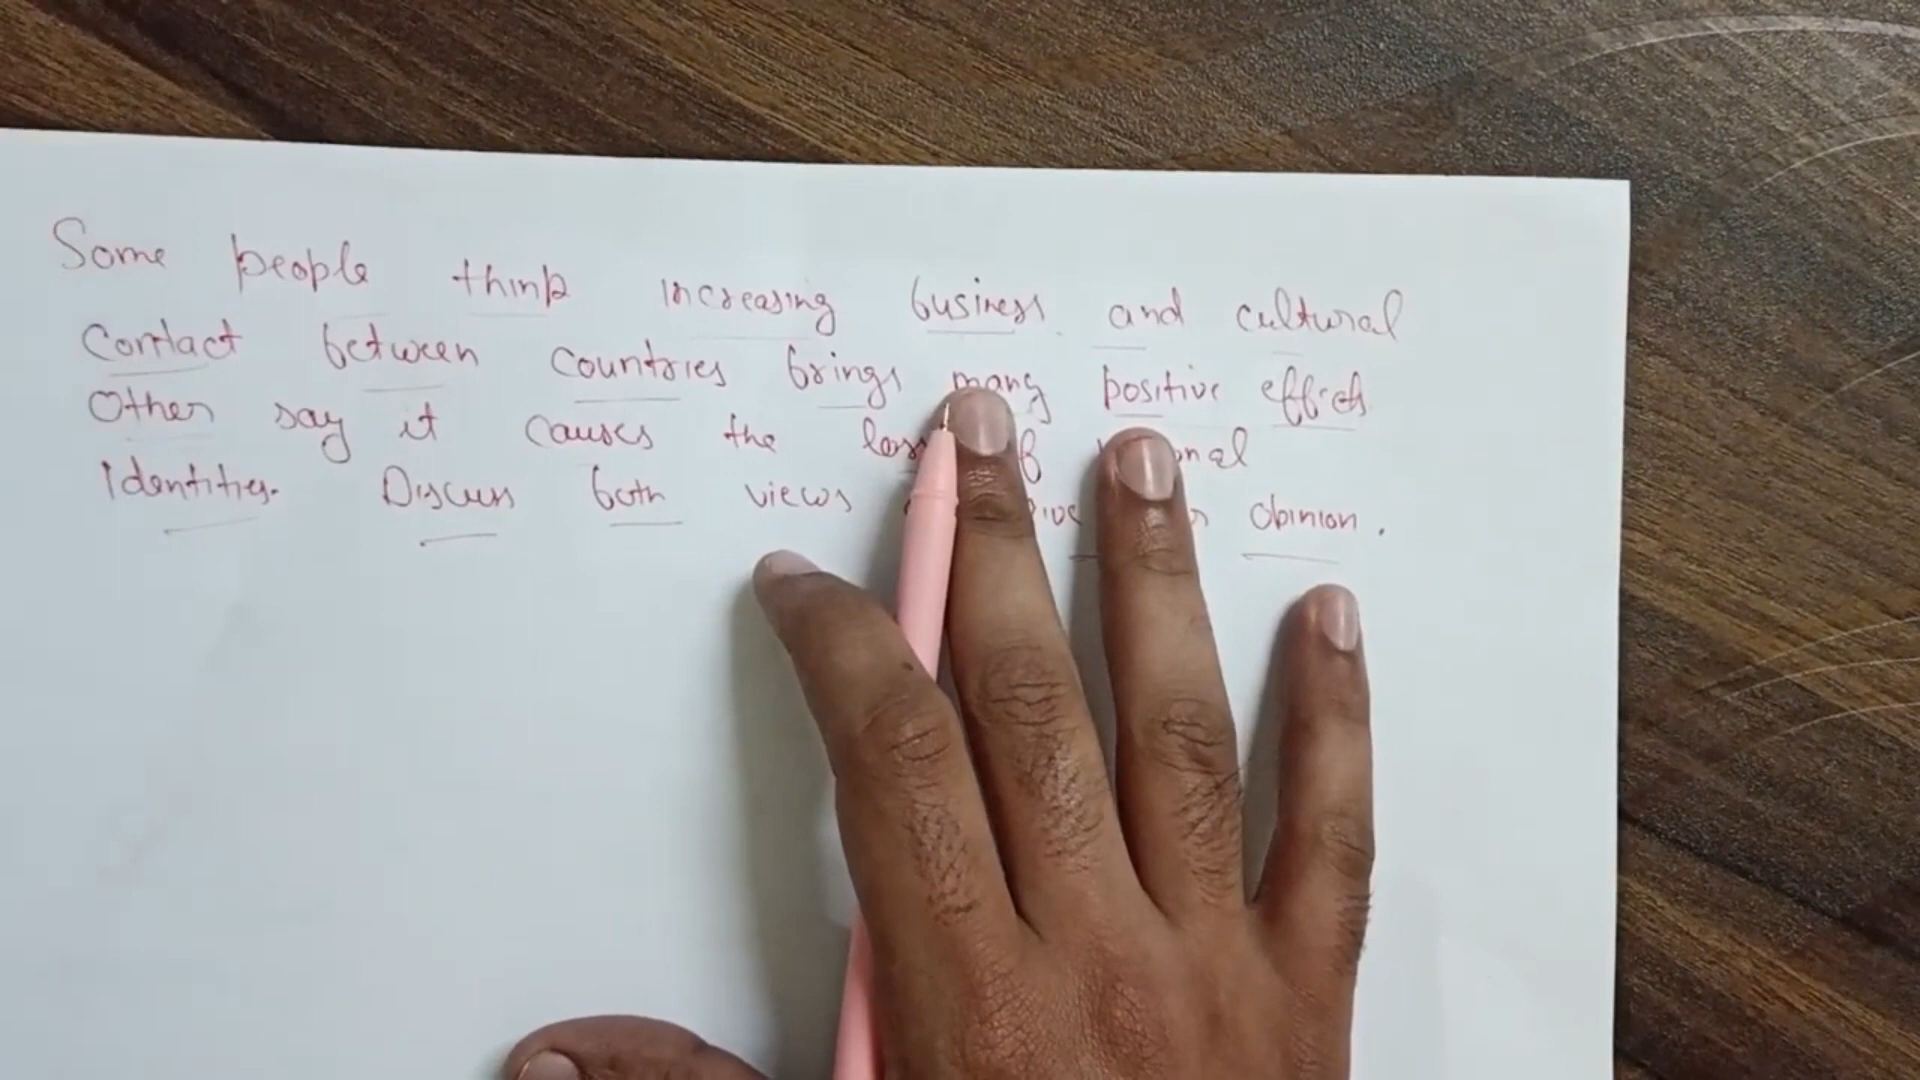 Some people think increasing business and cultural
Contact between countries brings many positive effects
Other say it causes the loss of
Identities. Discuss both views opinion.